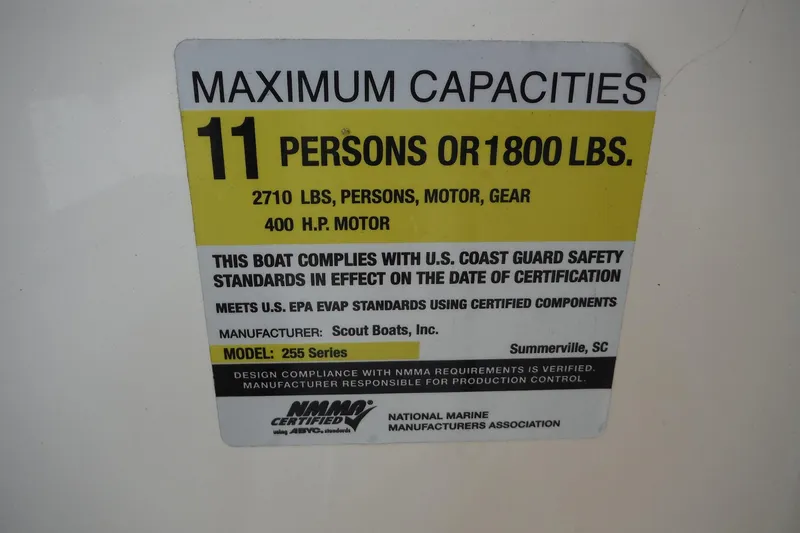 MAXIMUM CAPACITIES
11 PERSONS OR 1800 LBS.
2710 LBS, PERSONS, MOTOR, GEAR
400 H.P. MOTOR
THIS BOAT COMPLIES WITH U.S. COAST GUARD SAFETY
STANDARDS IN EFFECT ON THE DATE OF CERTIFICATION
MEETS U.S. EPA EVAP STANDARDS USING CERTIFIED COMPONENTS
MANUFACTURER: Scout Boats, Inc.
MODEL: 255 Series Summerville, SC
DESIGN COMPLIANCE WITH NMMA REQUIREMENTS IS VERIFIED.
MANUFACTURER RESPONSIBLE FOR PRODUCTION CONTROL.
NMMA
CERTIFIED
using ABYC. standards
NATIONAL MARINE
MANUFACTURERS ASSOCIATION